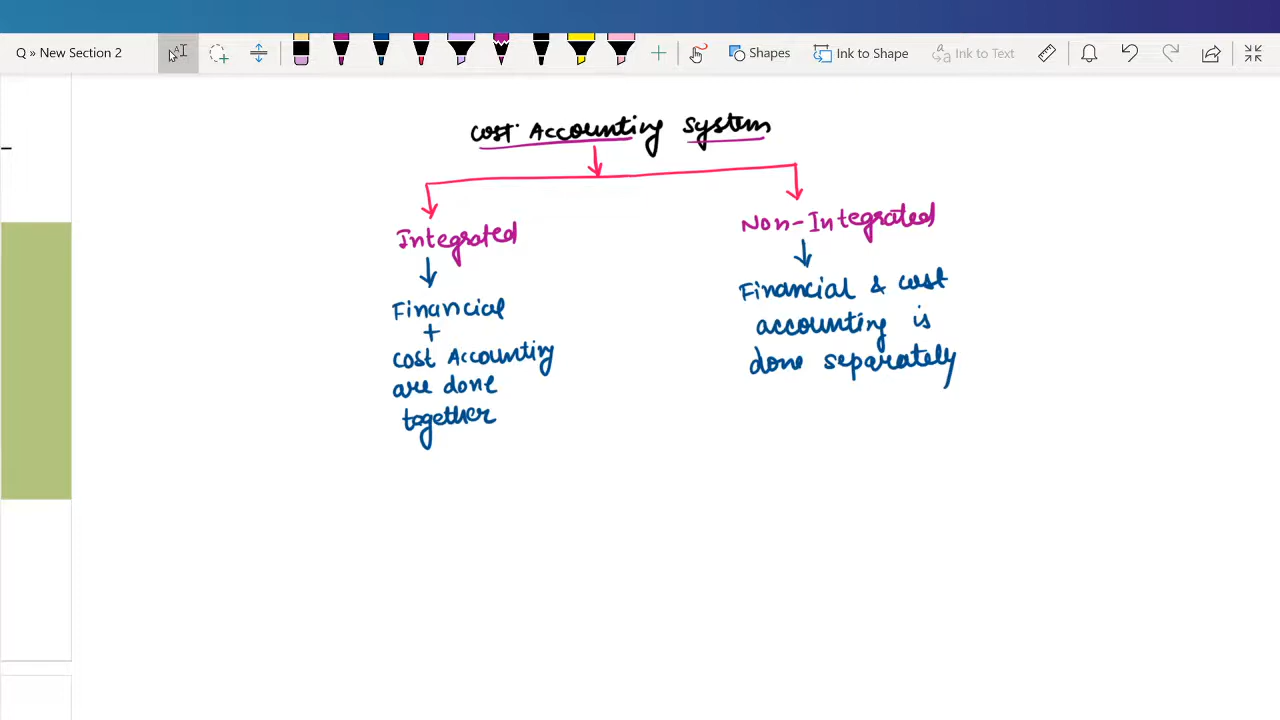 Q » New Section 2
Shapes
Ink to Shape
Ink to Text
Cost Accounting System
Integrated
Non-Integrated
Financial
+
Cost Accounting
are done
together
Financial & cost
accounting is
done separately